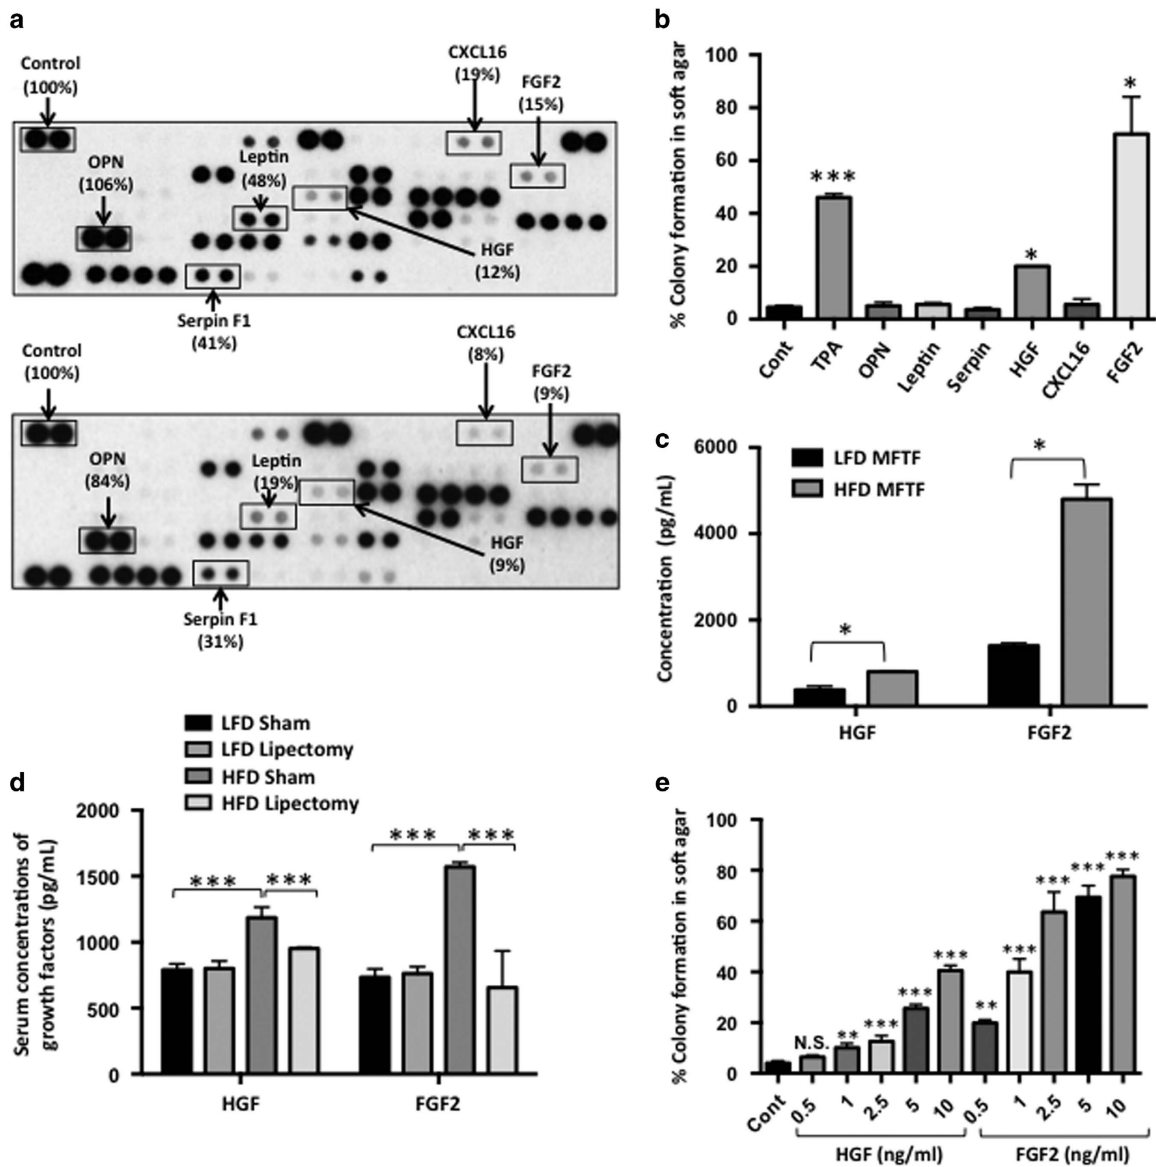 a
Control
(100%)
OPN
(106%)
Leptin
(48%)
CXCL16
(19%)
FGF2
(15%)
HGF
(12%)
Serpin F1
(41%)
Control
(100%)
OPN
(84%)
Leptin
(19%)
CXCL16
(8%)
FGF2
(9%)
HGF
(9%)
Serpin F1
(31%)
b
% Colony formation in soft agar
100
80
60
40
20
0
***
*
*
Cont
TPA
OPN
Leptin
Serpin
HGF
CXCL16
FGF2
c
Concentration (pg/mL)
6000
4000
2000
0
LFD MFTF
HFD MFTF
*
*
HGF
FGF2
d
LFD Sham
LFD Lipectomy
HFD Sham
HFD Lipectomy
Serum concentrations of
growth factors (pg/mL)
2000
1500
1000
500
0
***
***
***
***
HGF
FGF2
e
% Colony formation in soft agar
100
80
60
40
20
0
N.S.
**
***
***
***
**
***
***
***
***
Cont
0.5
1
2.5
5
10
0.5
1
2.5
5
10
HGF (ng/ml)
FGF2 (ng/ml)